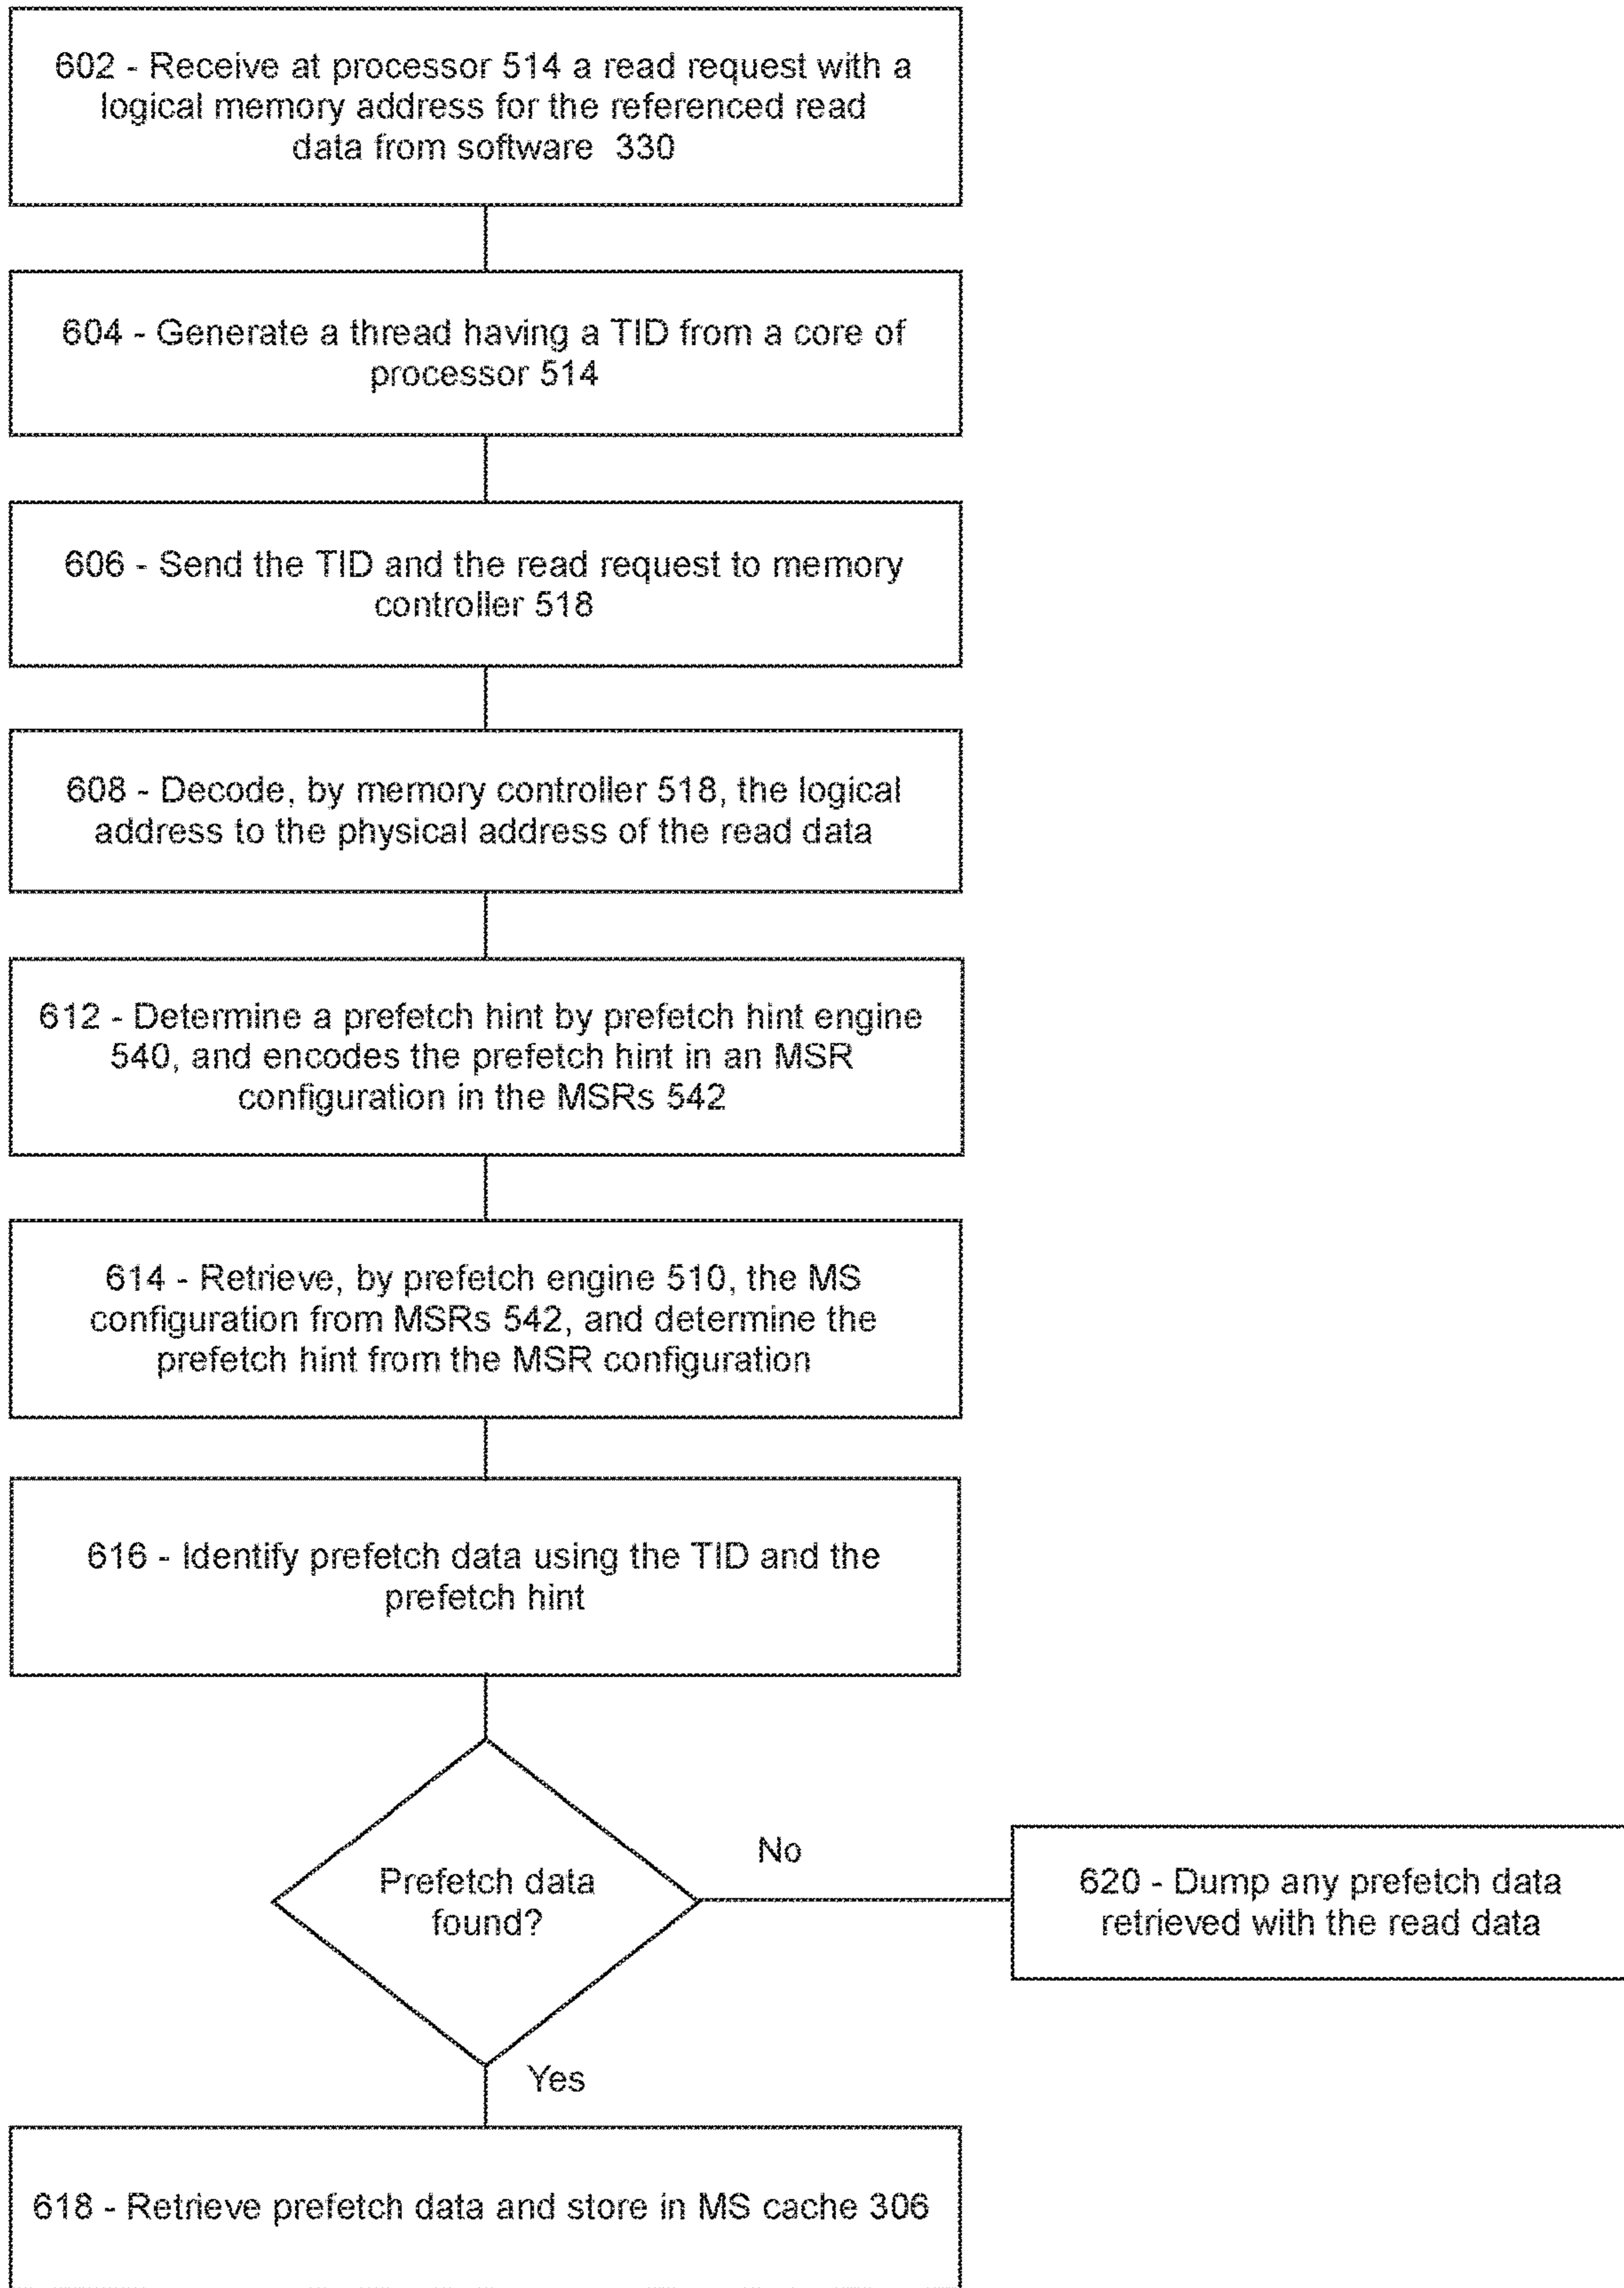 602 - Receive at processor 514 a read request with a
logical memory address for the referenced read
data from software 330
604 - Generate a thread having a TID from a core of
processor 514
606 - Send the TID and the read request to memory
controller 518
608 - Decode, by memory controller 518, the logical
address to the physical address of the read data
612 - Determine a prefetch hint by prefetch hint engine
540, and encodes the prefetch hint in an MSR
configuration in the MSRs 542
614 - Retrieve, by prefetch engine 510, the MS
configuration from MSRs 542, and determine the
prefetch hint from the MSR configuration
616 - Identify prefetch data using the TID and the
prefetch hint
Prefetch data
found?
No
620 - Dump any prefetch data
retrieved with the read data
Yes
618 - Retrieve prefetch data and store in MS cache 306